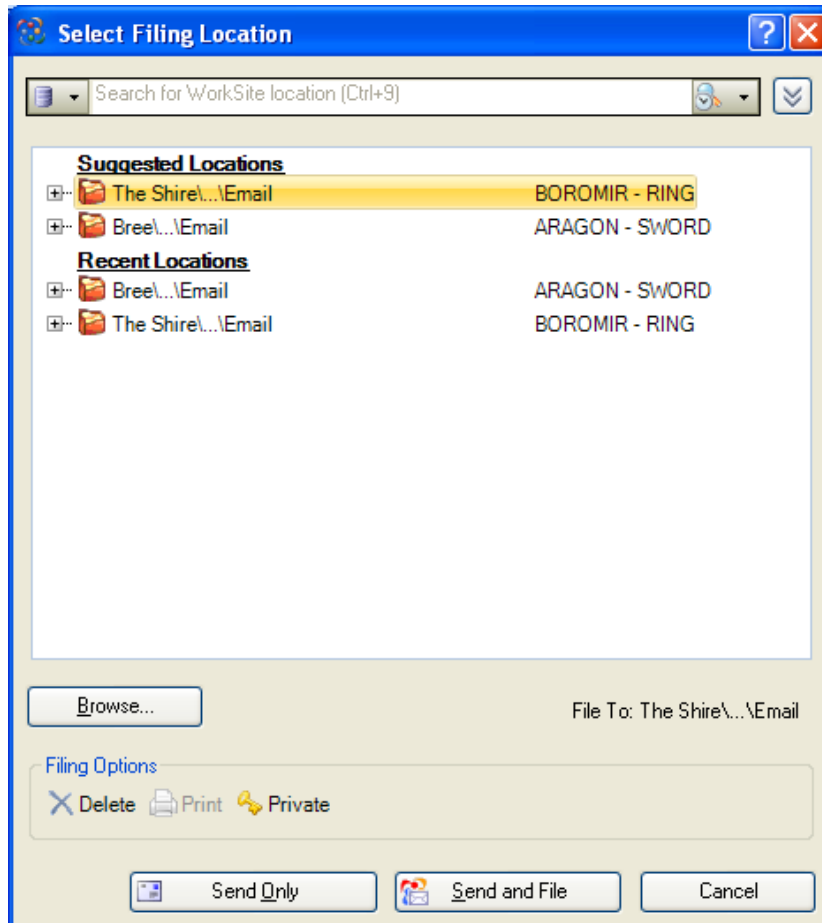 Select Filing Location
Search for WorkSite location (Ctrl+9)
Suggested Locations
The Shire\...\Email BOROMIR - RING
Bree\...\Email ARAGON - SWORD
Recent Locations
Bree\...\Email ARAGON - SWORD
The Shire\...\Email BOROMIR - RING
Browse... File To: The Shire\...\Email
Filing Options
Delete Print Private
Send Only Send and File Cancel